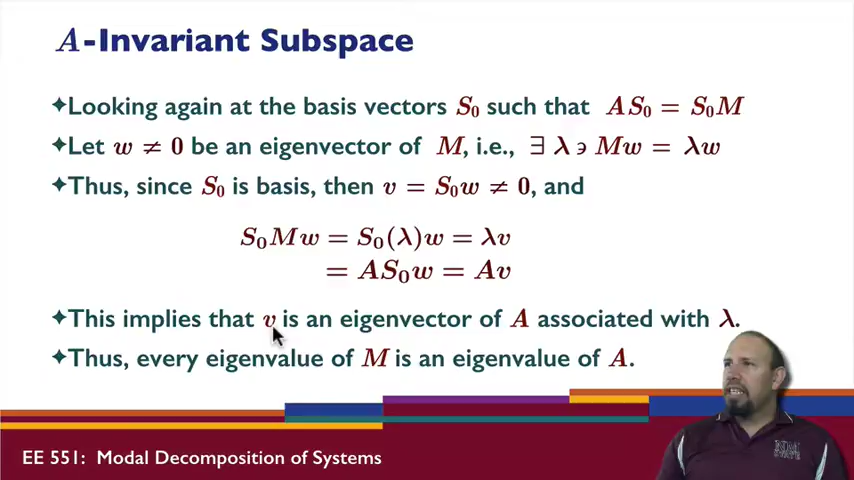 A-Invariant Subspace
✦Looking again at the basis vectors S₀ such that AS₀ = S₀M
✦Let w ≠ 0 be an eigenvector of M, i.e., ∃ λ ϶ Mw = λw
✦Thus, since S₀ is basis, then v = S₀w ≠ 0, and
S₀Mw = S₀(λ)w = λv
= AS₀w = Av
✦This implies that v is an eigenvector of A associated with λ.
✦Thus, every eigenvalue of M is an eigenvalue of A.
NM
STATE
EE 551: Modal Decomposition of Systems